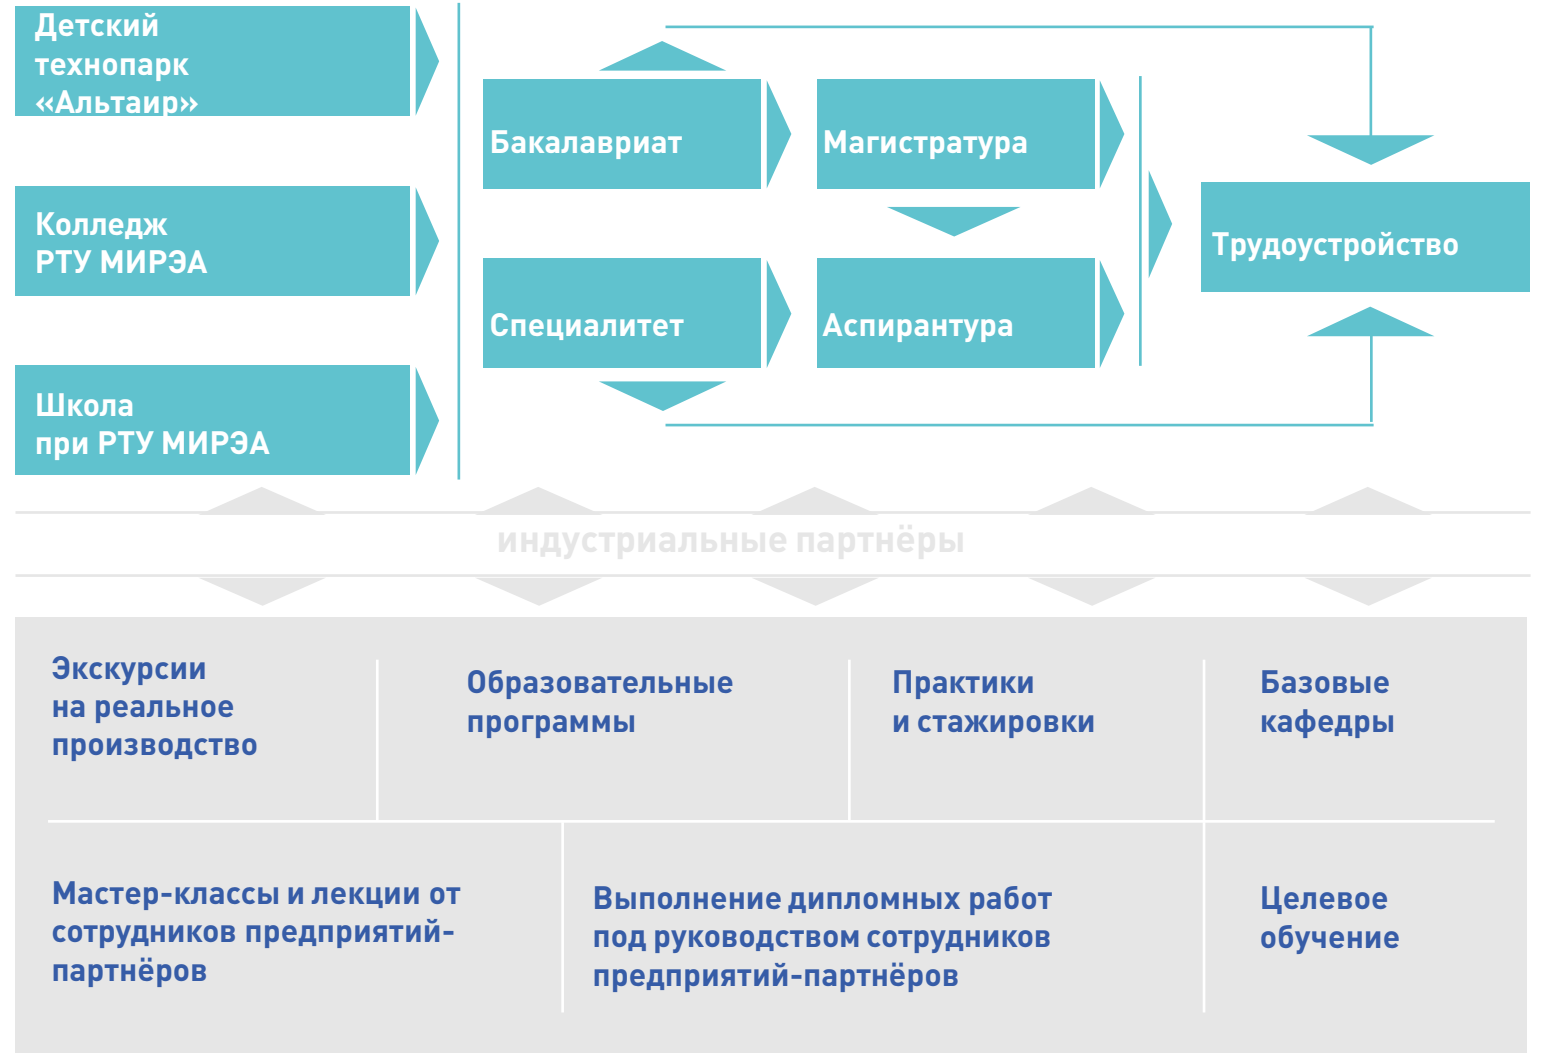 Детский
технопарк
«Альтаир»
Колледж
РТУ МИРЭА
Школа
при РТУ МИРЭА
Бакалавриат
Магистратура
Специалитет
Аспирантура
Трудоустройство
индустриальные партнёры
Экскурсии
на реальное
производство
Образовательные
программы
Практики
и стажировки
Базовые
кафедры
Мастер-классы и лекции от
сотрудников предприятий-
партнёров
Выполнение дипломных работ
под руководством сотрудников
предприятий-партнёров
Целевое
обучение